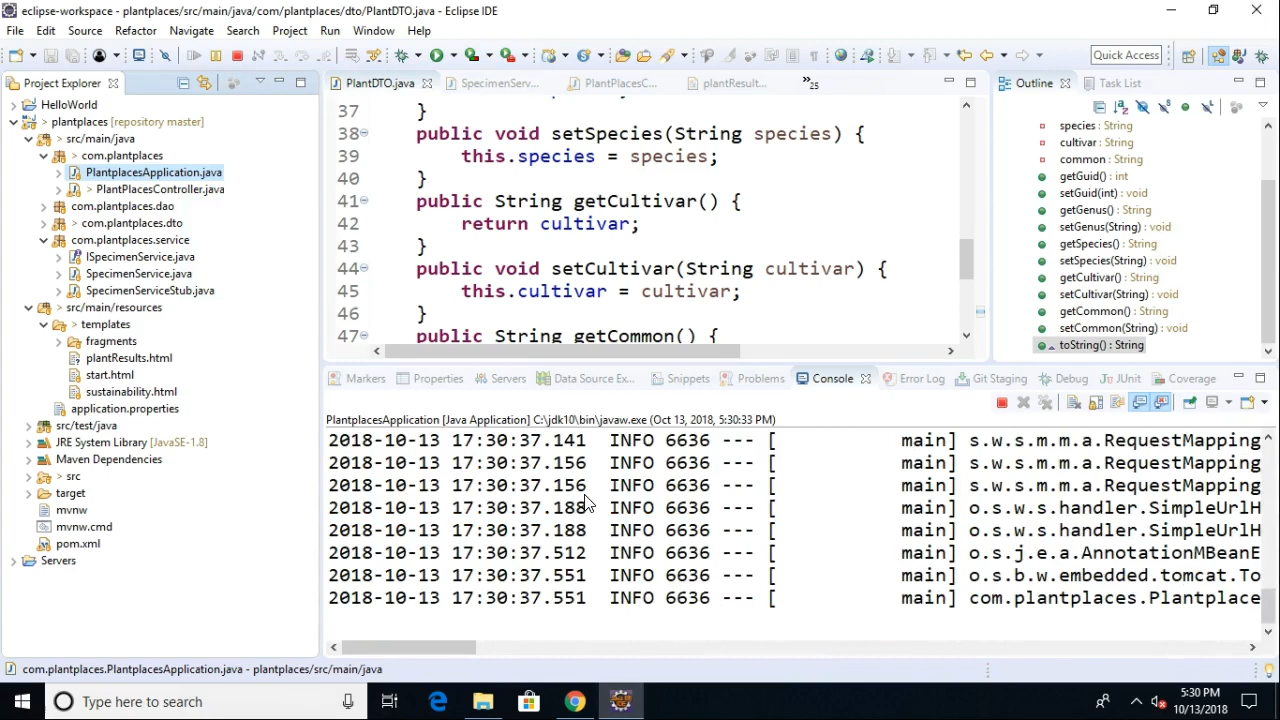 eclipse-workspace - plantplaces/src/main/java/com/plantplaces/dto/PlantDTO.java - Eclipse IDE
File Edit Source Refactor Navigate Search Project Run Window Help
Quick Access
Project Explorer
HelloWorld
plantplaces [repository master]
src/main/java
> com.plantplaces
PlantplacesApplication.java
> PlantPlacesController.java
com.plantplaces.dao
> com.plantplaces.dto
com.plantplaces.service
ISpecimenService.java
SpecimenService.java
SpecimenServiceStub.java
> src/main/resources
> templates
fragments
plantResults.html
start.html
sustainability.html
application.properties
src/test/java
JRE System Library [JavaSE-1.8]
Maven Dependencies
> src
target
mvnw
mvnw.cmd
pom.xml
Servers
PlantDTO.java SpecimenServ... PlantPlacesC... plantResult... »25
37 }
38 public void setSpecies(String species) {
39 this.species = species;
40 }
41 public String getCultivar() {
42 return cultivar;
43 }
44 public void setCultivar(String cultivar) {
45 this.cultivar = cultivar;
46 }
47 public String getCommon() {
Outline Task List
species : String
cultivar : String
common : String
getGuid() : int
setGuid(int) : void
getGenus() : String
setGenus(String) : void
getSpecies() : String
setSpecies(String) : void
getCultivar() : String
setCultivar(String) : void
getCommon() : String
setCommon(String) : void
toString() : String
Markers Properties Servers Data Source Ex... Snippets Problems Console Error Log Git Staging Debug JUnit Coverage
PlantplacesApplication [Java Application] C:\jdk10\bin\javaw.exe (Oct 13, 2018, 5:30:33 PM)
2018-10-13 17:30:37.141 INFO 6636 --- [ main] s.w.s.m.m.a.RequestMapping
2018-10-13 17:30:37.156 INFO 6636 --- [ main] s.w.s.m.m.a.RequestMapping
2018-10-13 17:30:37.156 INFO 6636 --- [ main] s.w.s.m.m.a.RequestMapping
2018-10-13 17:30:37.188 INFO 6636 --- [ main] o.s.w.s.handler.SimpleUrlH
2018-10-13 17:30:37.188 INFO 6636 --- [ main] o.s.w.s.handler.SimpleUrlH
2018-10-13 17:30:37.512 INFO 6636 --- [ main] o.s.j.e.a.AnnotationMBeanE
2018-10-13 17:30:37.551 INFO 6636 --- [ main] o.s.b.w.embedded.tomcat.To
2018-10-13 17:30:37.551 INFO 6636 --- [ main] com.plantplaces.Plantplace
com.plantplaces.PlantplacesApplication.java - plantplaces/src/main/java
Type here to search
5:30 PM
10/13/2018